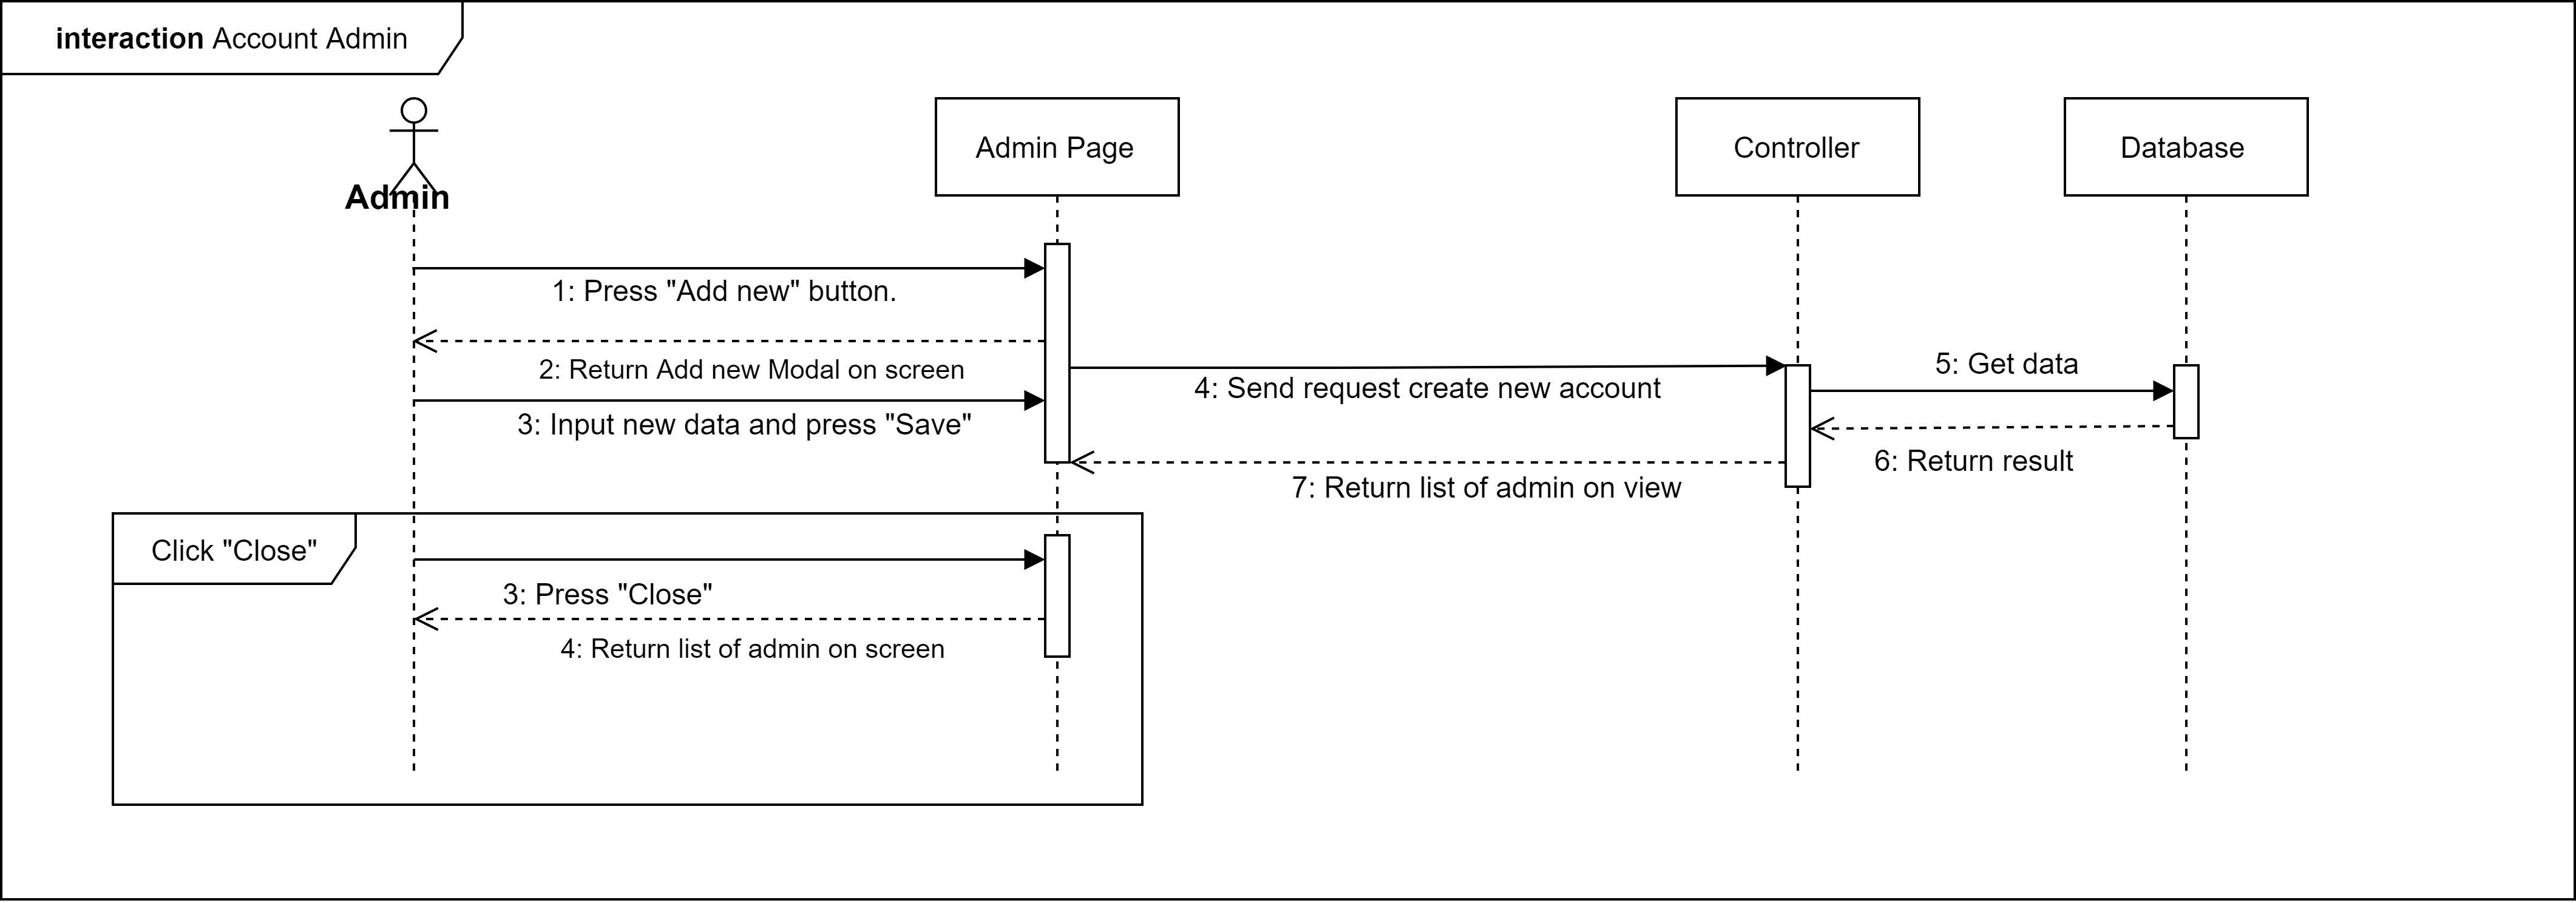 interaction Account Admin
Admin
Admin Page
Controller
Database
1: Press "Add new" button.
2: Return Add new Modal on screen
3: Input new data and press "Save"
4: Send request create new account
5: Get data
6: Return result
7: Return list of admin on view
Click "Close"
3: Press "Close"
4: Return list of admin on screen